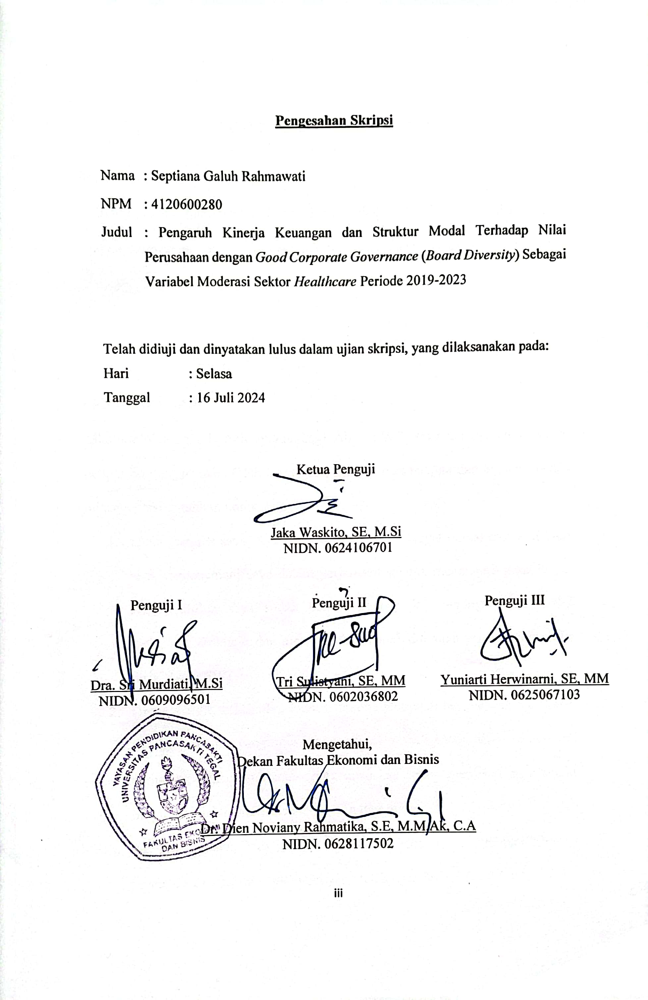 Pengesahan Skripsi
Nama : Septiana Galuh Rahmawati
NPM : 4120600280
Judul : Pengaruh Kinerja Keuangan dan Struktur Modal Terhadap Nilai
Perusahaan dengan Good Corporate Governance (Board Diversity) Sebagai
Variabel Moderasi Sektor Healthcare Periode 2019-2023
Telah didiuji dan dinyatakan lulus dalam ujian skripsi, yang dilaksanakan pada:
Hari : Selasa
Tanggal : 16 Juli 2024
Ketua Penguji
Jaka Waskito, SE, M.Si
NIDN. 0624106701
Penguji I
Dra. Sri Murdiati, M.Si
NIDN. 0609096501
Penguji II
Tri Sulistyani, SE, MM
NIDN. 0602036802
Penguji III
Yuniarti Herwinarni, SE, MM
NIDN. 0625067103
YAYASAN PENDIDIKAN PANCASAKTI
UNIVERSITAS PANCASAKTI TEGAL
FAKULTAS EKONOMI
DAN BISNIS
Mengetahui,
Dekan Fakultas Ekonomi dan Bisnis
Dr. Dien Noviany Rahmatika, S.E, M.M, Ak, C.A
NIDN. 0628117502
iii